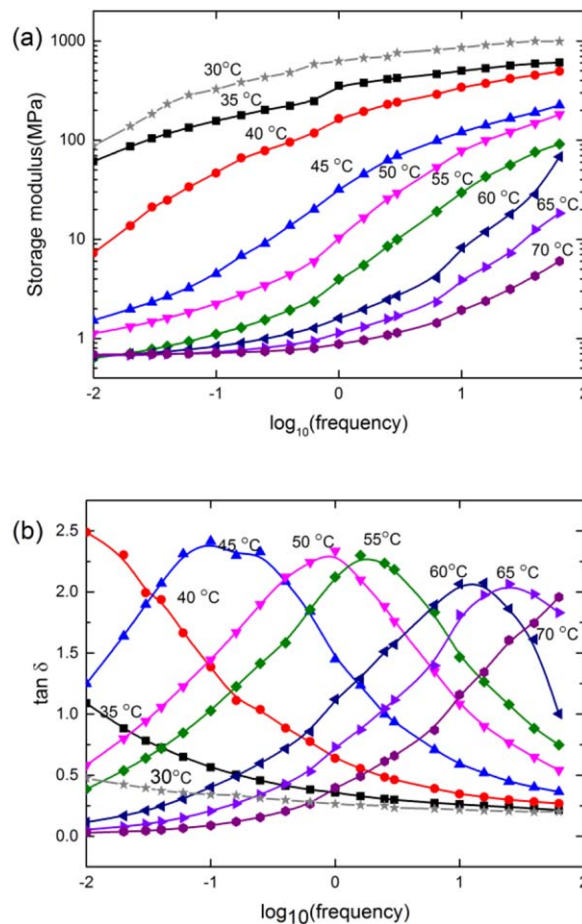 (a)
1000
100
10
1
Storage modulus(MPa)
30°C
35 °C
40 °C
45 °C
50 °C
55 °C
60 °C
65 °C
70 °C
-2 -1 0 1 2
log10(frequency)
(b)
2.5
2.0
1.5
1.0
0.5
0.0
tan δ
45 °C
50 °C
55°C
60°C
65 °C
40 °C
70 °C
35°C
30°C
-2 -1 0 1 2
log10(frequency)